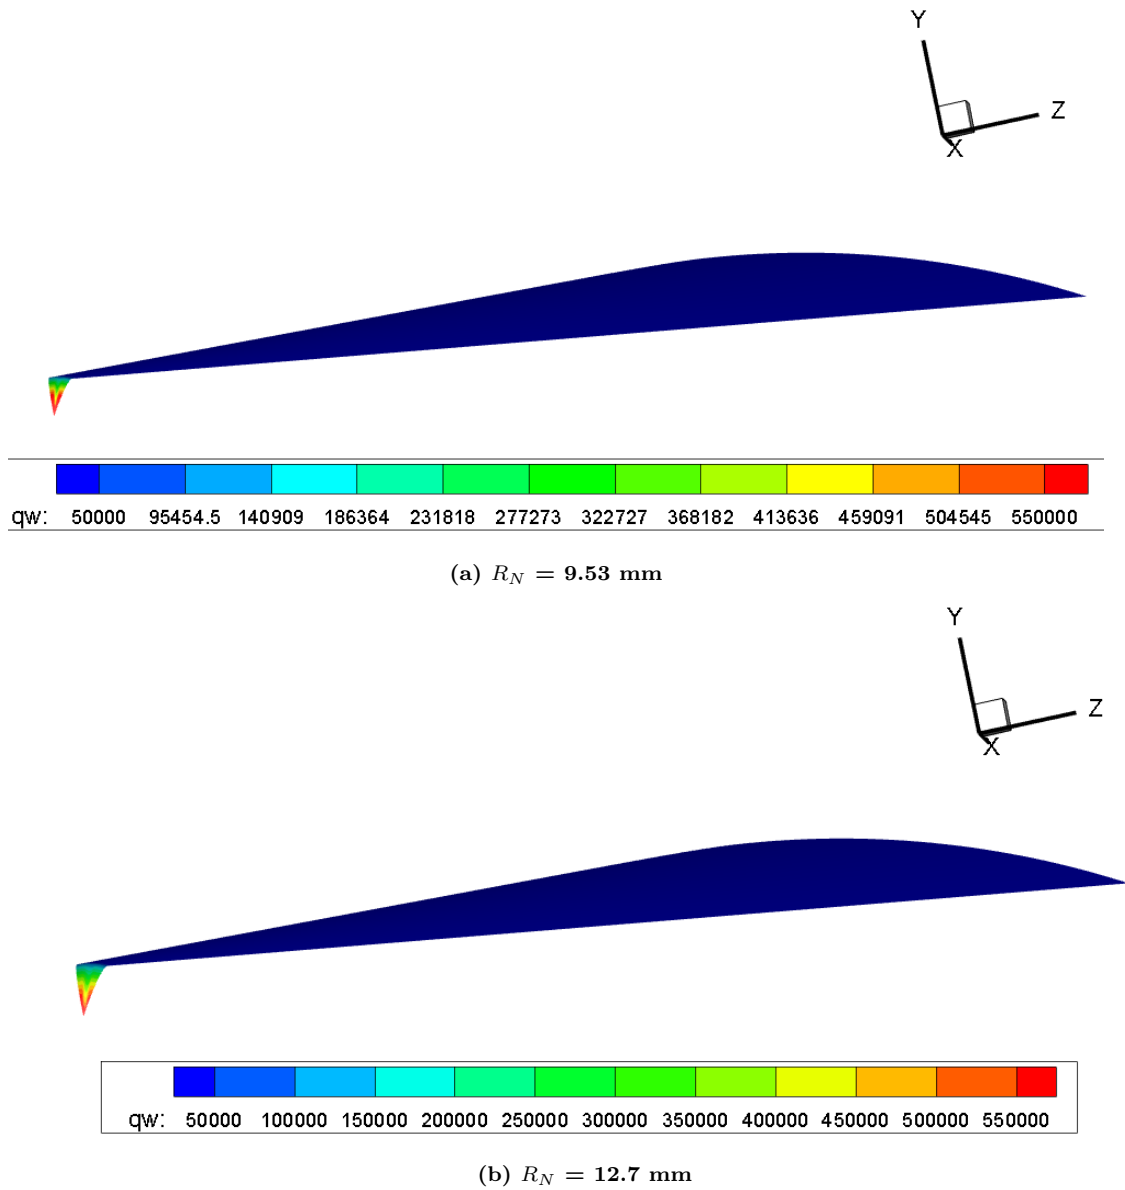 Y
Z
X
qw: 50000 95454.5 140909 186364 231818 277273 322727 368182 413636 459091 504545 550000
(a) R_N = 9.53 mm
Y
Z
X
qw: 50000 100000 150000 200000 250000 300000 350000 400000 450000 500000 550000
(b) R_N = 12.7 mm